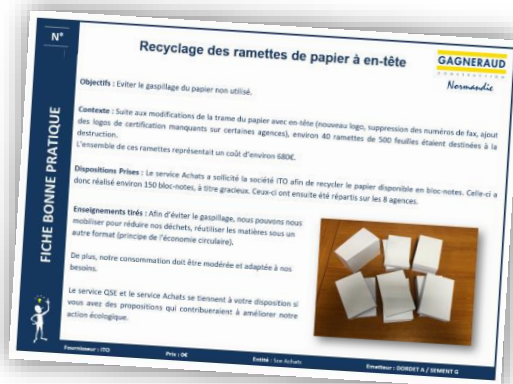 N°
Recyclage des ramettes de papier à en-tête
GAGNERAUD
CONSTRUCTION
Normandie
FICHE BONNE PRATIQUE
Objectifs : Eviter le gaspillage du papier non utilisé.
Contexte : Suite aux modifications de la trame du papier avec en-tête (nouveau logo, suppression des numéros de fax, ajout
des logos de certification manquants sur certaines agences), environ 40 ramettes de 500 feuilles étaient destinées à la
destruction.
L'ensemble de ces ramettes représentait un coût d'environ 680€.
Dispositions Prises : Le service Achats a sollicité la société ITO afin de recycler le papier disponible en bloc-notes. Celle-ci a
donc réalisé environ 150 bloc-notes, à titre gracieux. Ceux-ci ont ensuite été répartis sur les 8 agences.
Enseignements tirés : Afin d'éviter le gaspillage, nous pouvons nous
mobiliser pour réduire nos déchets, réutiliser les matières sous un
autre format (principe de l'économie circulaire).
De plus, notre consommation doit être modérée et adaptée à nos
besoins.
Le service QSE et le service Achats se tiennent à votre disposition si
vous avez des propositions qui contribueraient à améliorer notre
action écologique.
Fournisseur : ITO
Prix : 0€
Entité : Sce Achats
Emetteur : DORDET A / SEMENT G